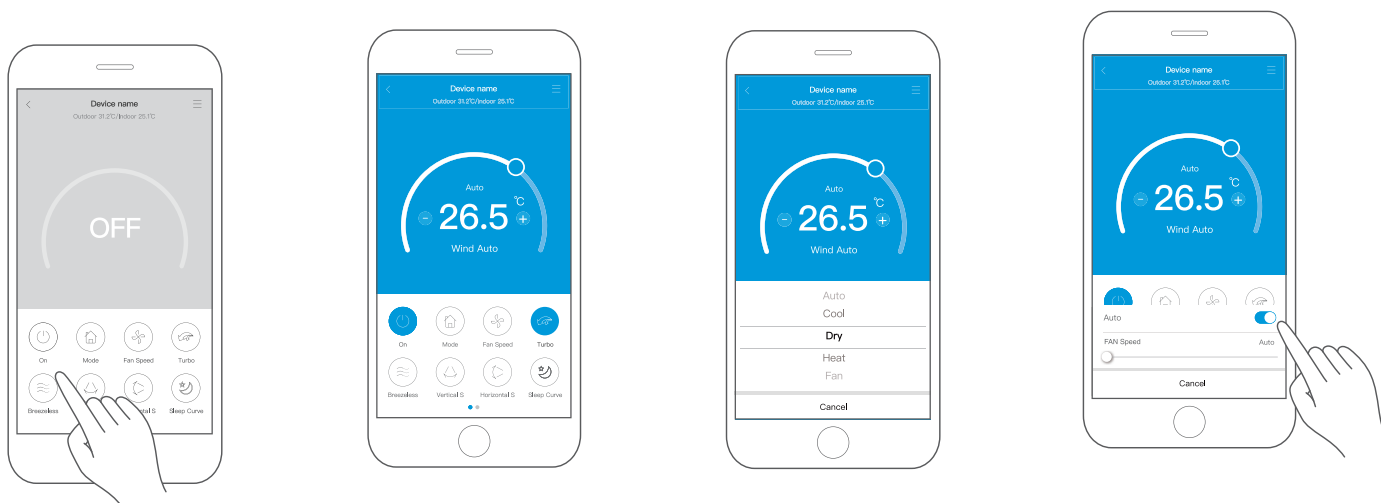 Device name
Outdoor 31.2℃/Indoor 25.1℃
OFF
On
Mode
Fan Speed
Turbo
Breezeless
ontal S
Sleep Curve
Device name
Outdoor 31.2℃/Indoor 25.1℃
Auto
26.5 ℃
Wind Auto
On
Mode
Fan Speed
Turbo
Breezeless
Vertical S
Horizontal S
Sleep Curve
Device name
Outdoor 31.2℃/Indoor 25.1℃
Auto
26.5 ℃
Wind Auto
Auto
Cool
Dry
Heat
Fan
Cancel
Device name
Outdoor 31.2℃/Indoor 25.1℃
Auto
26.5 ℃
Wind Auto
Auto
FAN Speed
Auto
Cancel